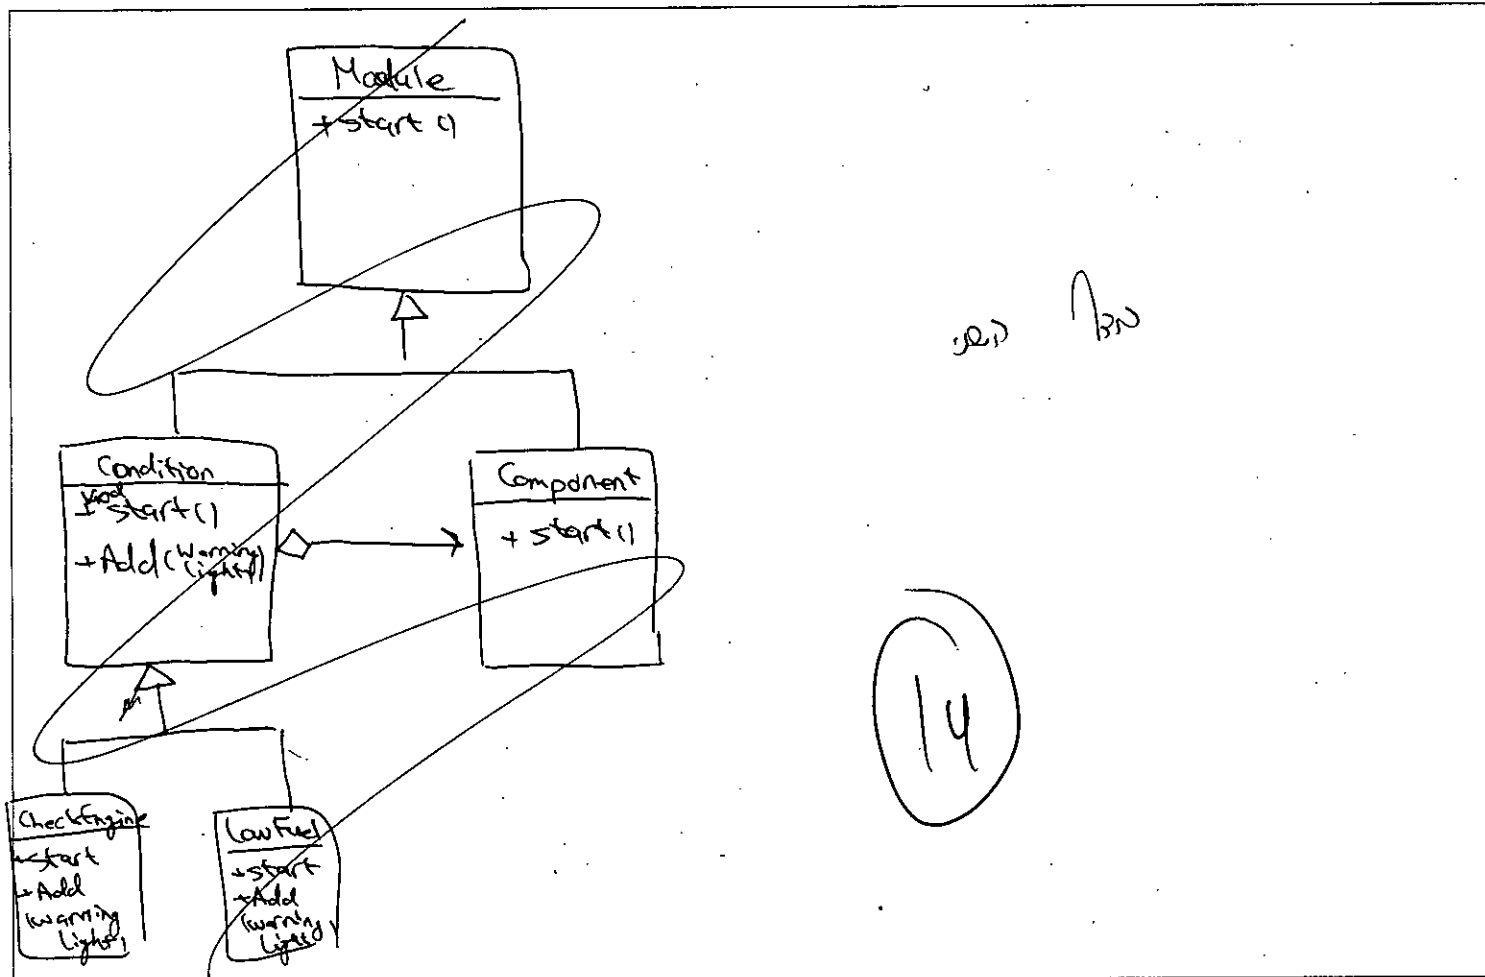 Module
+ start ()
Condition
+ start ()
+ Add (Warning
Light)
Component
+ start ()
CheckEngine
+ start
+ Add
(warning
Light)
LowFuel
+ start
+ Add
(warning
Light)
14